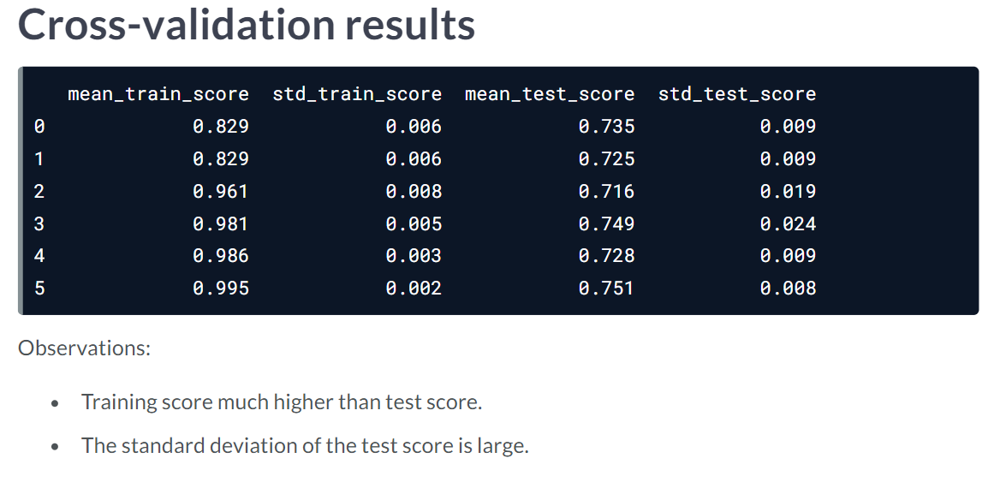 Cross-validation results
mean_train_score std_train_score mean_test_score std_test_score
0 0.829 0.006 0.735 0.009
1 0.829 0.006 0.725 0.009
2 0.961 0.008 0.716 0.019
3 0.981 0.005 0.749 0.024
4 0.986 0.003 0.728 0.009
5 0.995 0.002 0.751 0.008
Observations:
• Training score much higher than test score.
• The standard deviation of the test score is large.